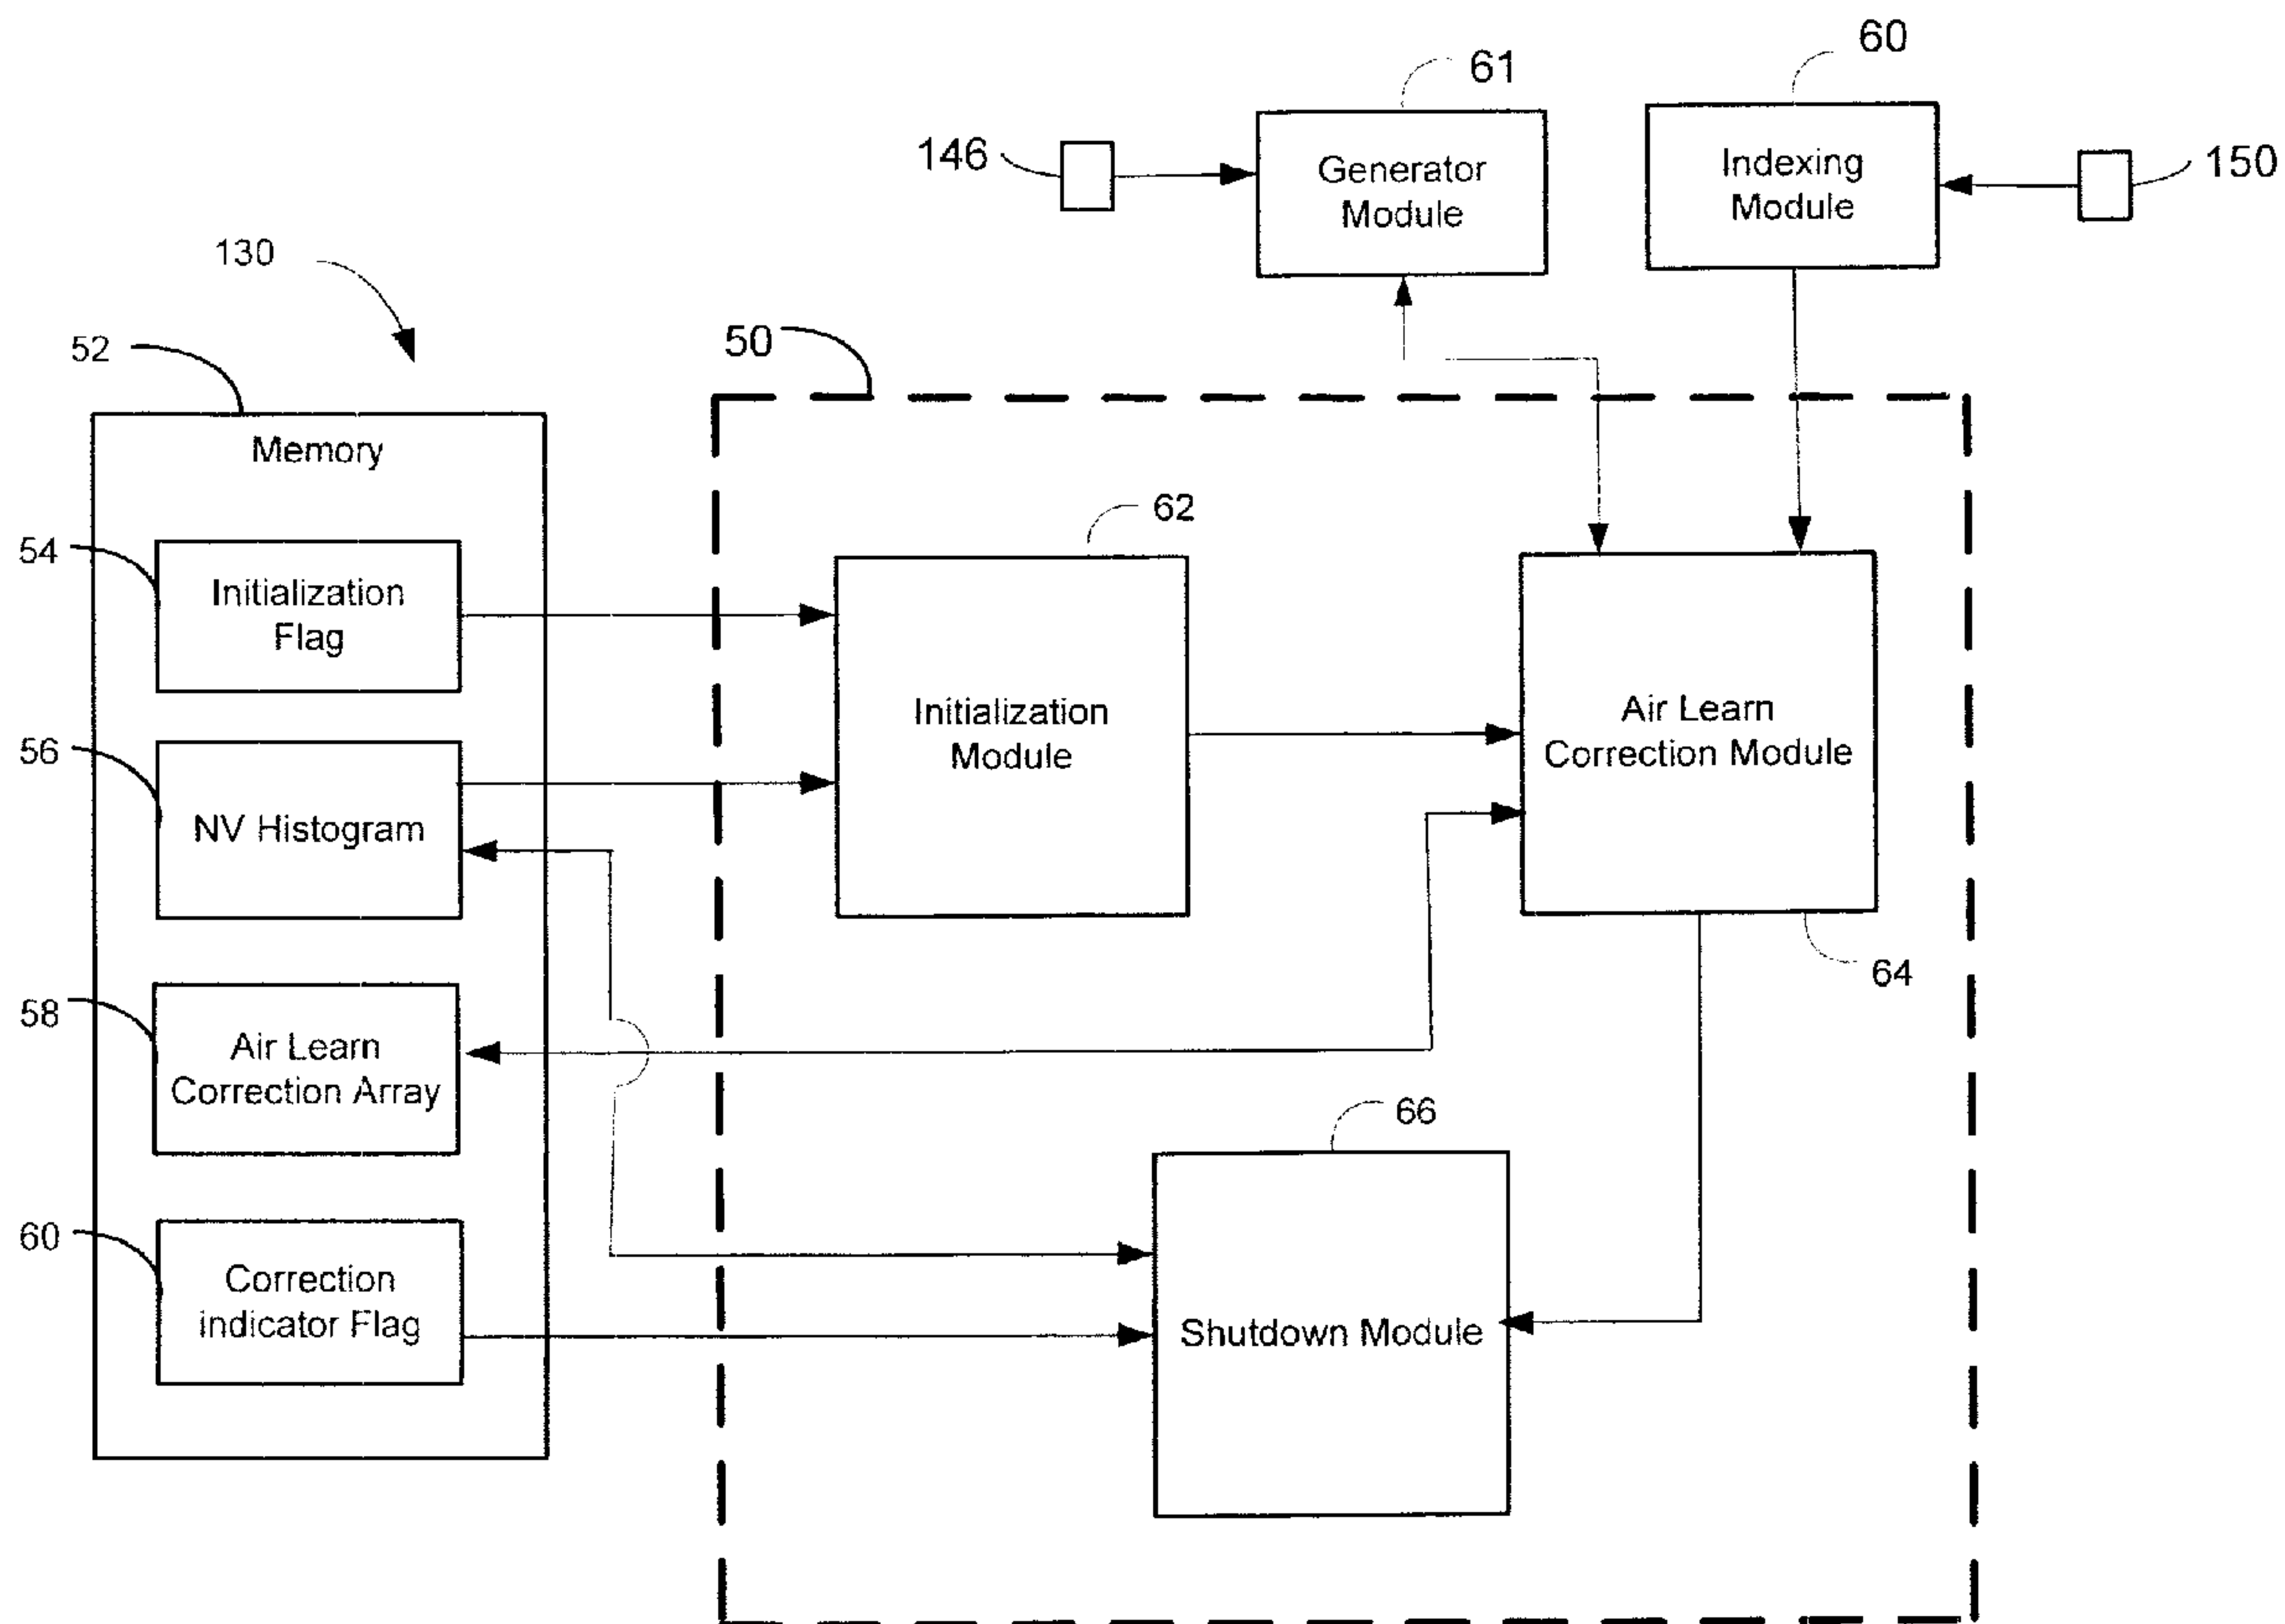 60
61
146
Generator
Module
Indexing
Module
150
130
52
50
Memory
62
54
Initialization
Flag
Initialization
Module
Air Learn
Correction Module
56
NV Histogram
64
58
Air Learn
Correction Array
66
60
Correction
indicator Flag
Shutdown Module